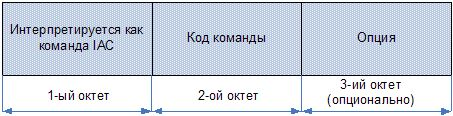 Интерпретируется как
команда IAC
Код команды
Опция
1-ый октет
2-ой октет
3-ий октет
(опционально)